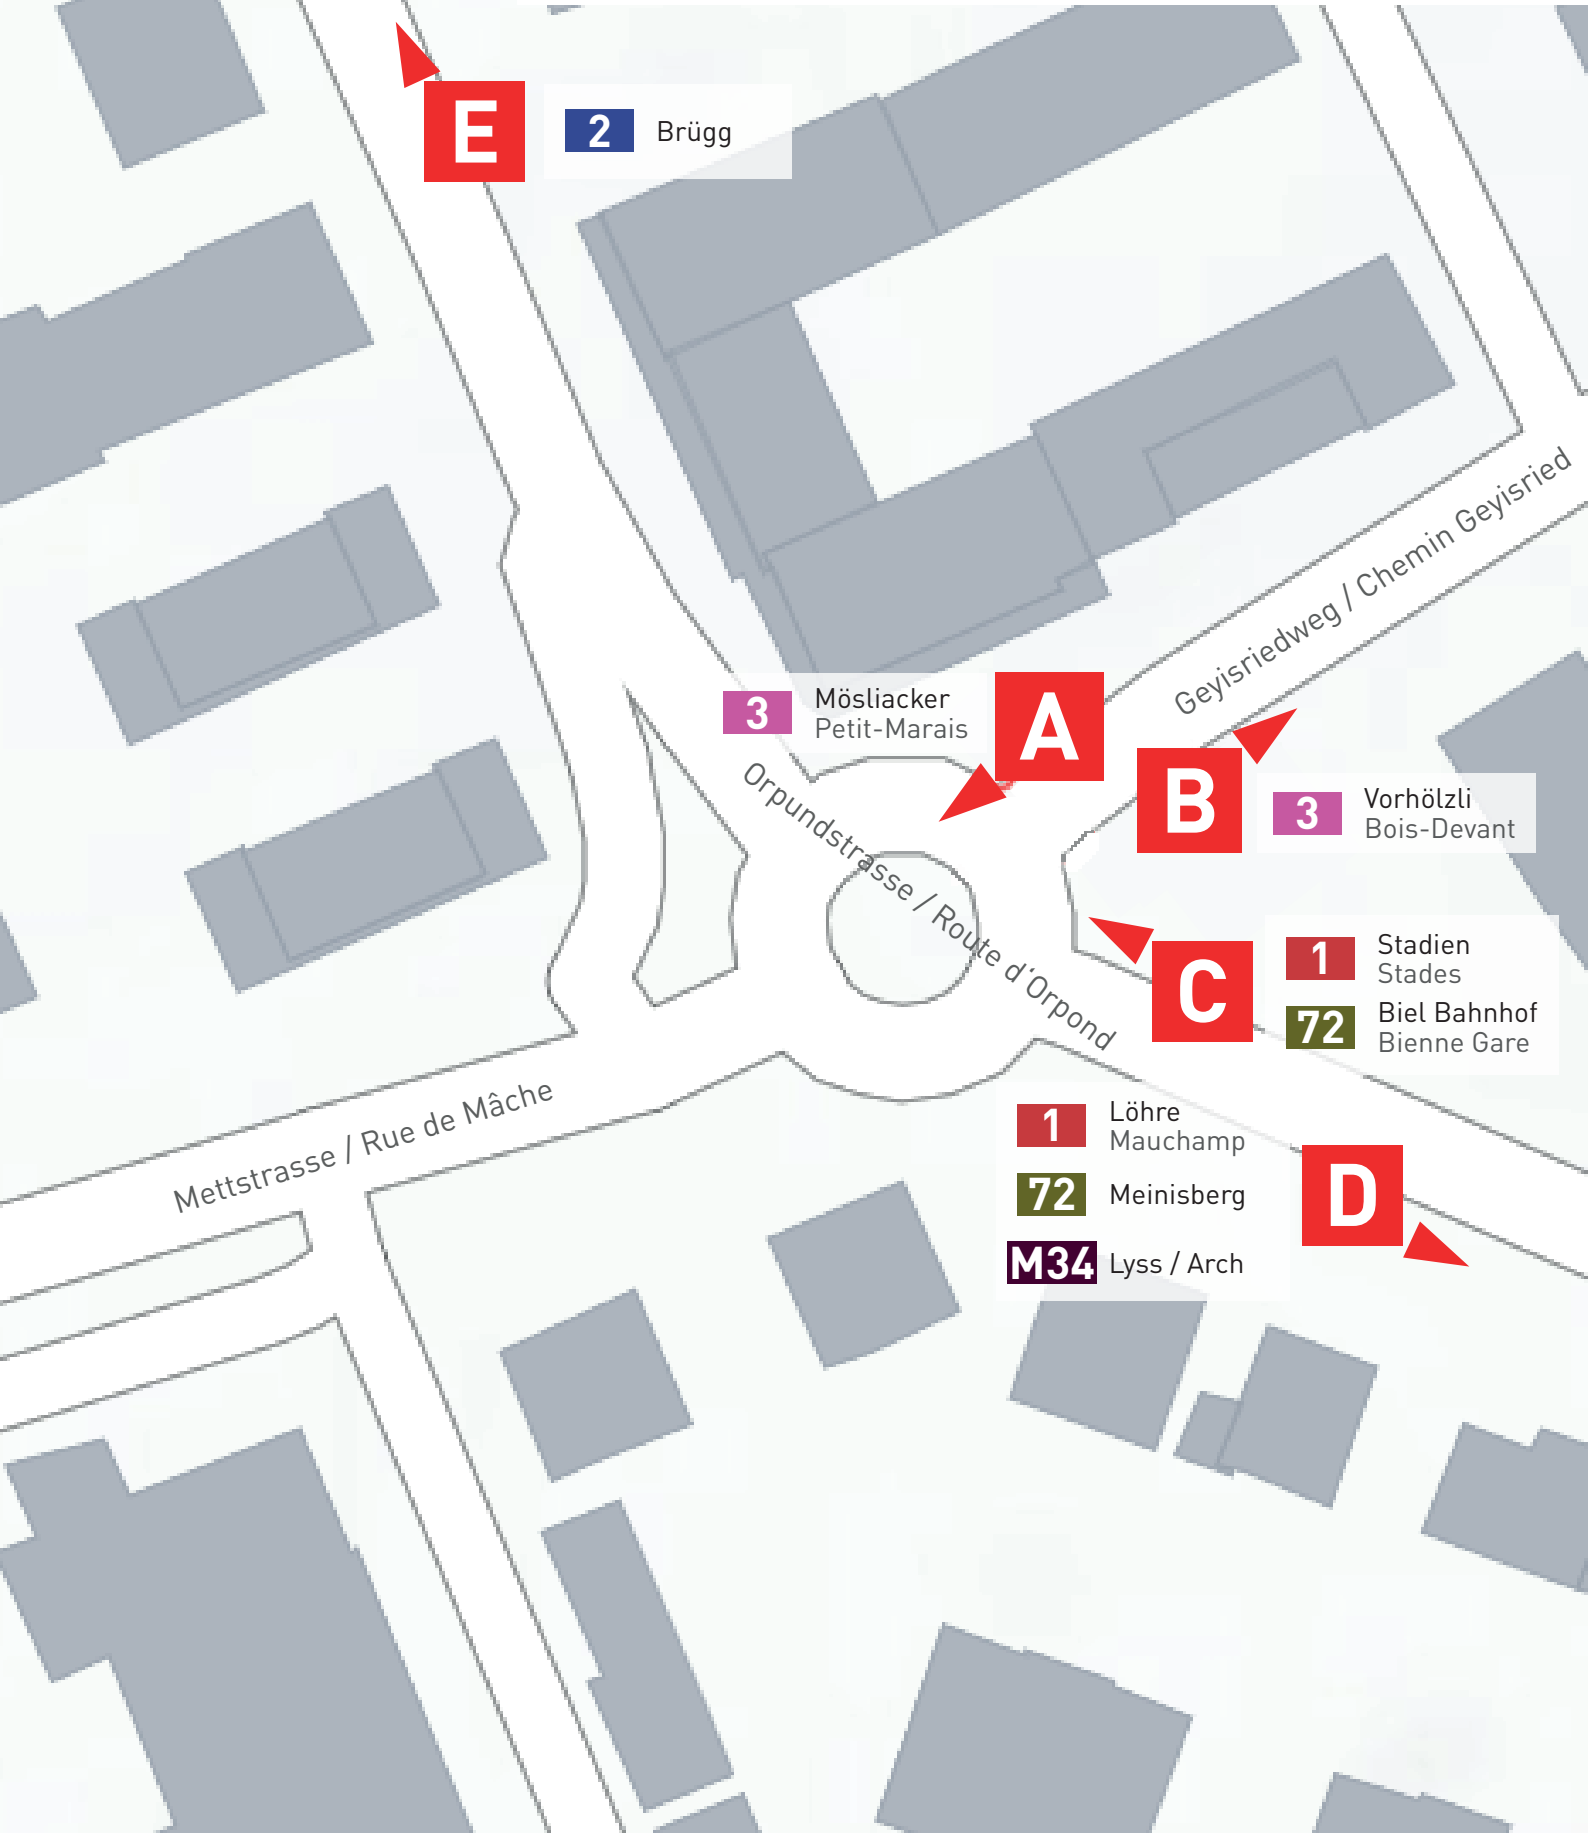 E
2 Brügg
3 Mösliacker
Petit-Marais
A
Geyisriedweg / Chemin Geyisried
B
3 Vorhölzli
Bois-Devant
Orpundstrasse / Route d'Orpond
C
1 Stadien
Stades
72 Biel Bahnhof
Bienne Gare
Mettstrasse / Rue de Mâche
1 Löhre
Mauchamp
72 Meinisberg
M34 Lyss / Arch
D